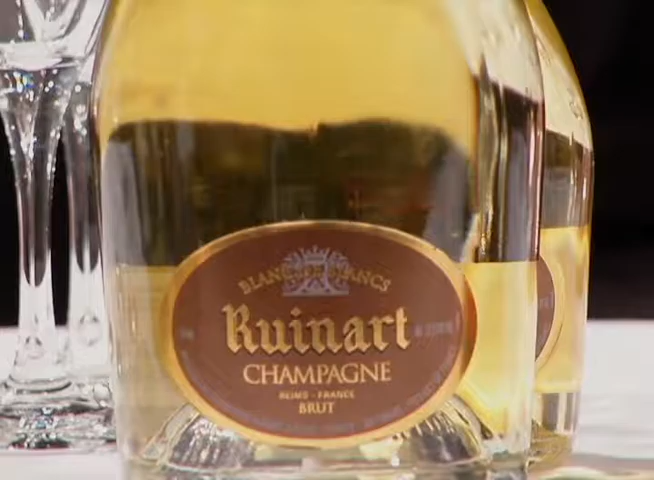 BLANC DE BLANCS
Ruinart
CHAMPAGNE
REIMS - FRANCE
BRUT